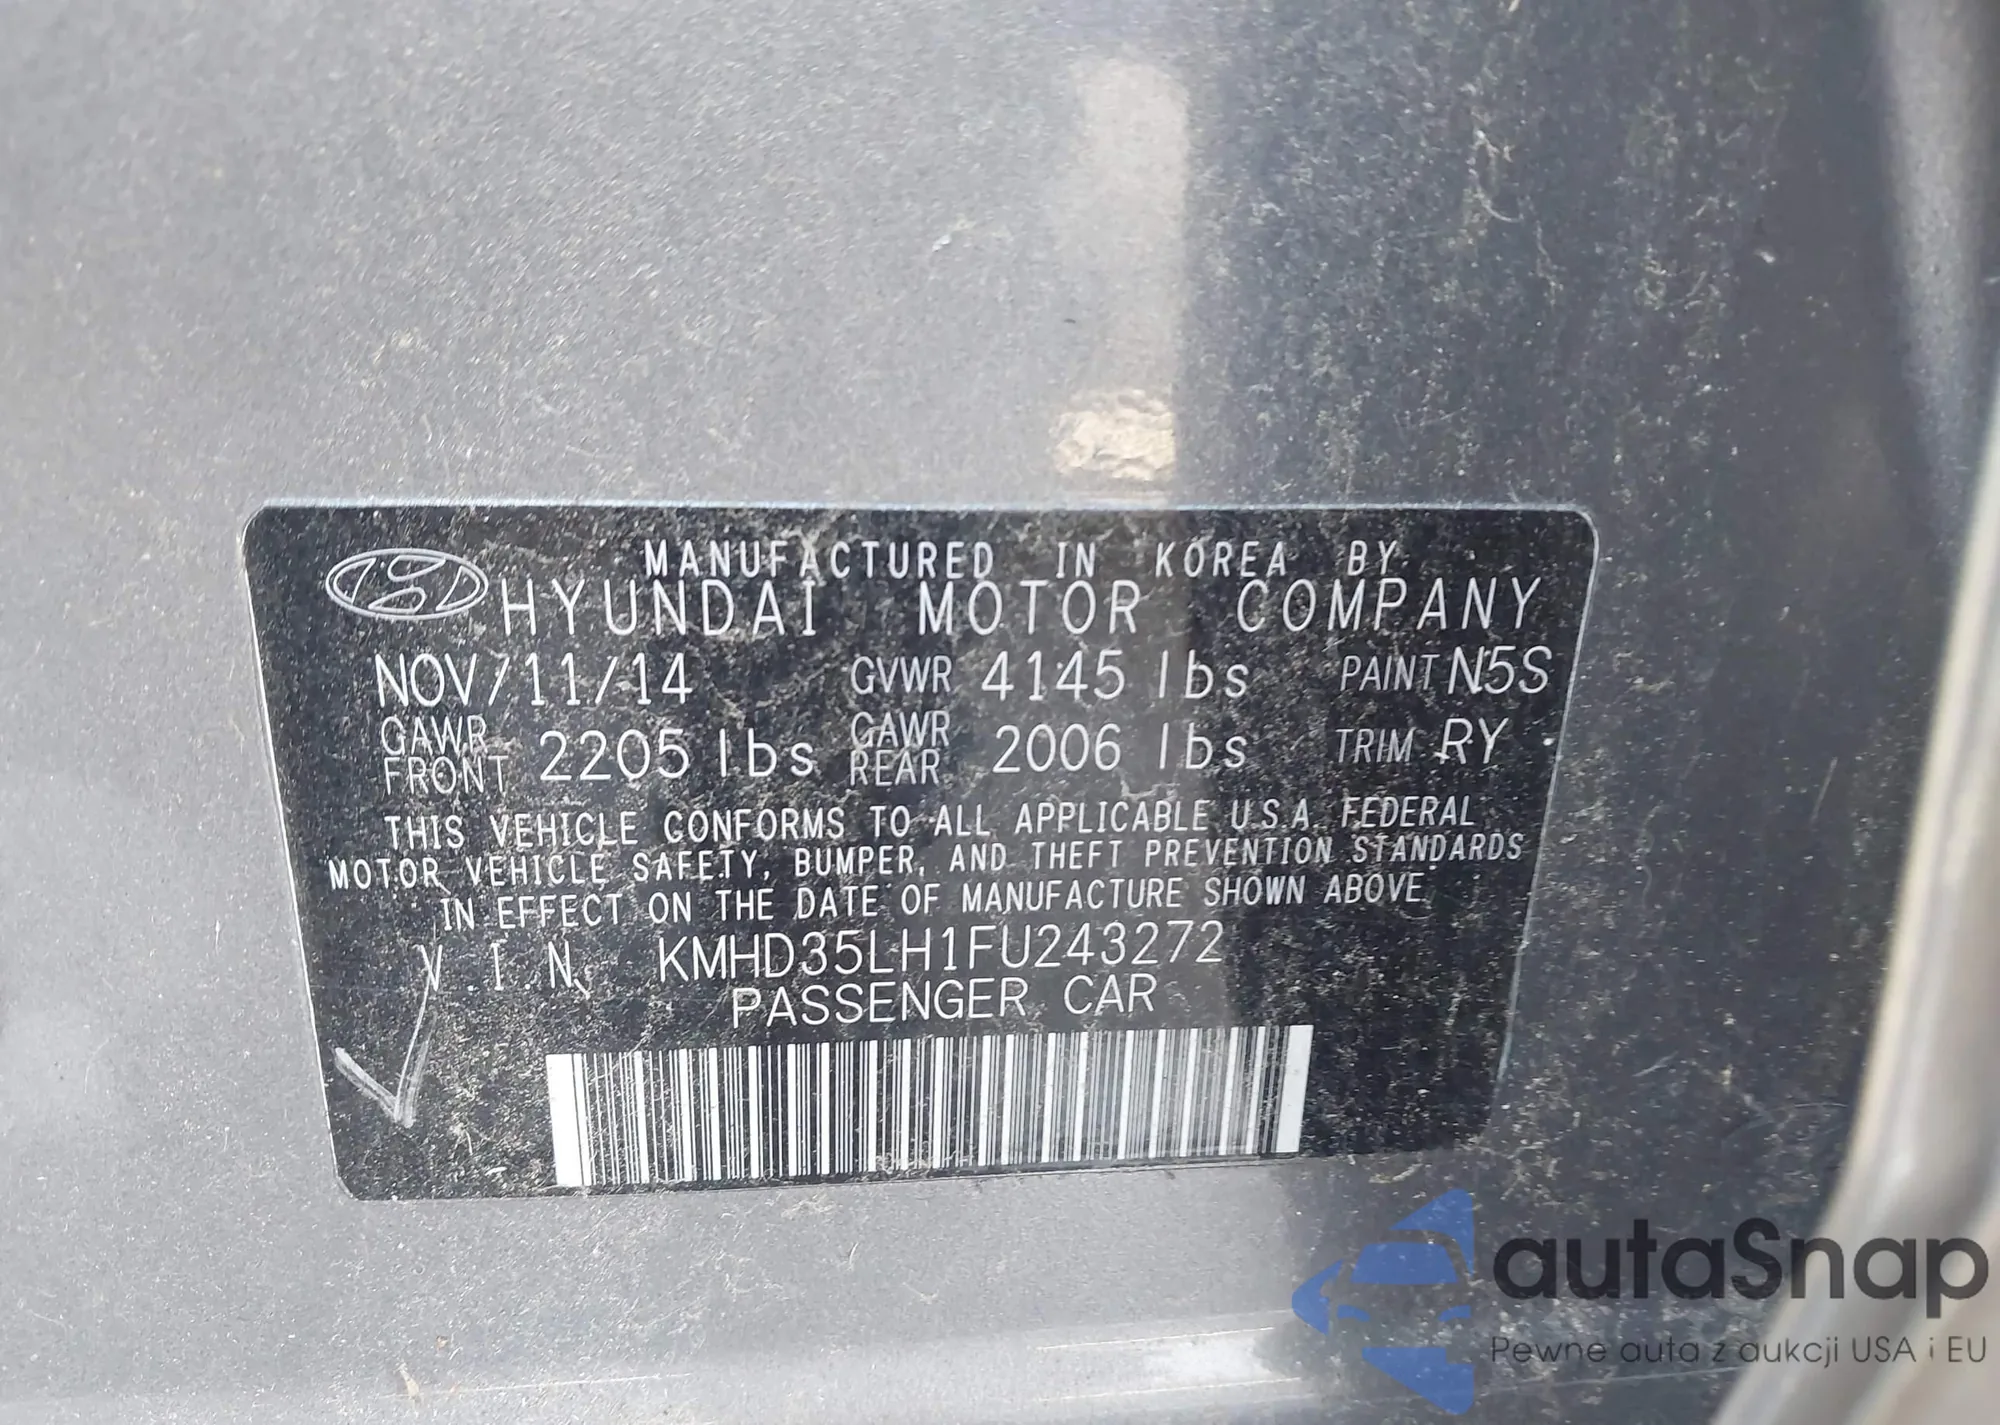 MANUFACTURED IN KOREA BY
HYUNDAI MOTOR COMPANY
NOV/11/14 GVWR 4145 lbs PAINT N5S
GAWR FRONT 2205 lbs GAWR REAR 2006 lbs TRIM RY
THIS VEHICLE CONFORMS TO ALL APPLICABLE U.S.A. FEDERAL
MOTOR VEHICLE SAFETY, BUMPER, AND THEFT PREVENTION STANDARDS
IN EFFECT ON THE DATE OF MANUFACTURE SHOWN ABOVE
V.I.N. KMHD35LH1FU243272
PASSENGER CAR
autaSnap
Pewne auta z aukcji USA i EU